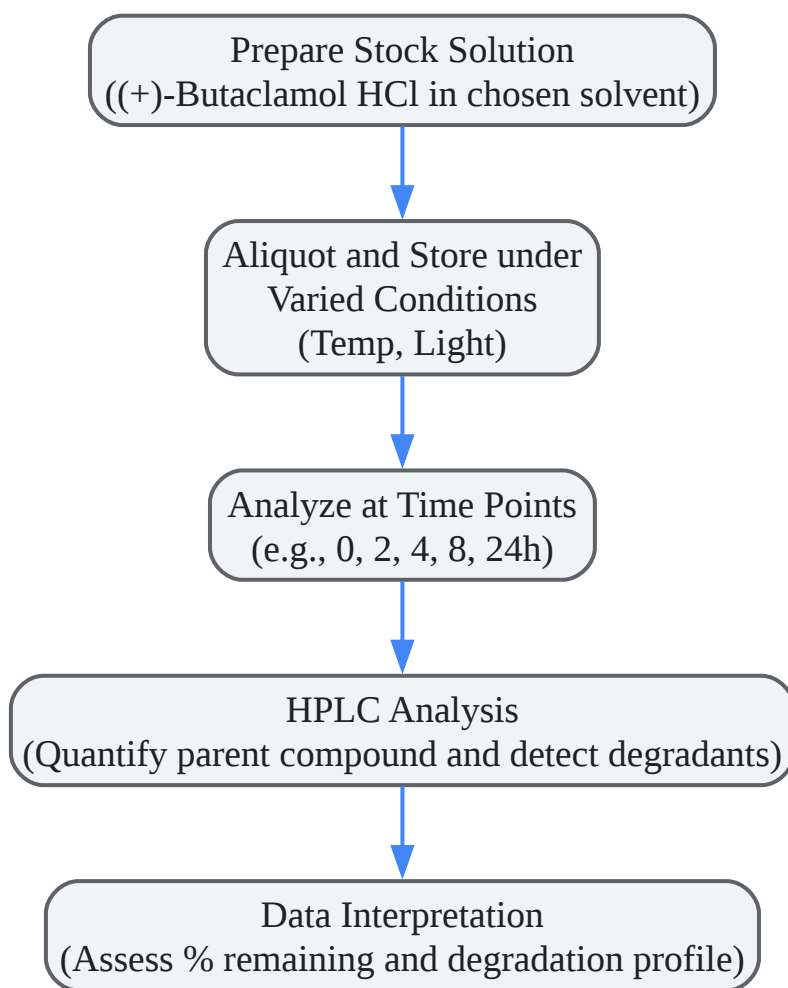 Prepare Stock Solution
((+)-Butaclamol HCl in chosen solvent)
Aliquot and Store under
Varied Conditions
(Temp, Light)
Analyze at Time Points
(e.g., 0, 2, 4, 8, 24h)
HPLC Analysis
(Quantify parent compound and detect degradants)
Data Interpretation
(Assess % remaining and degradation profile)